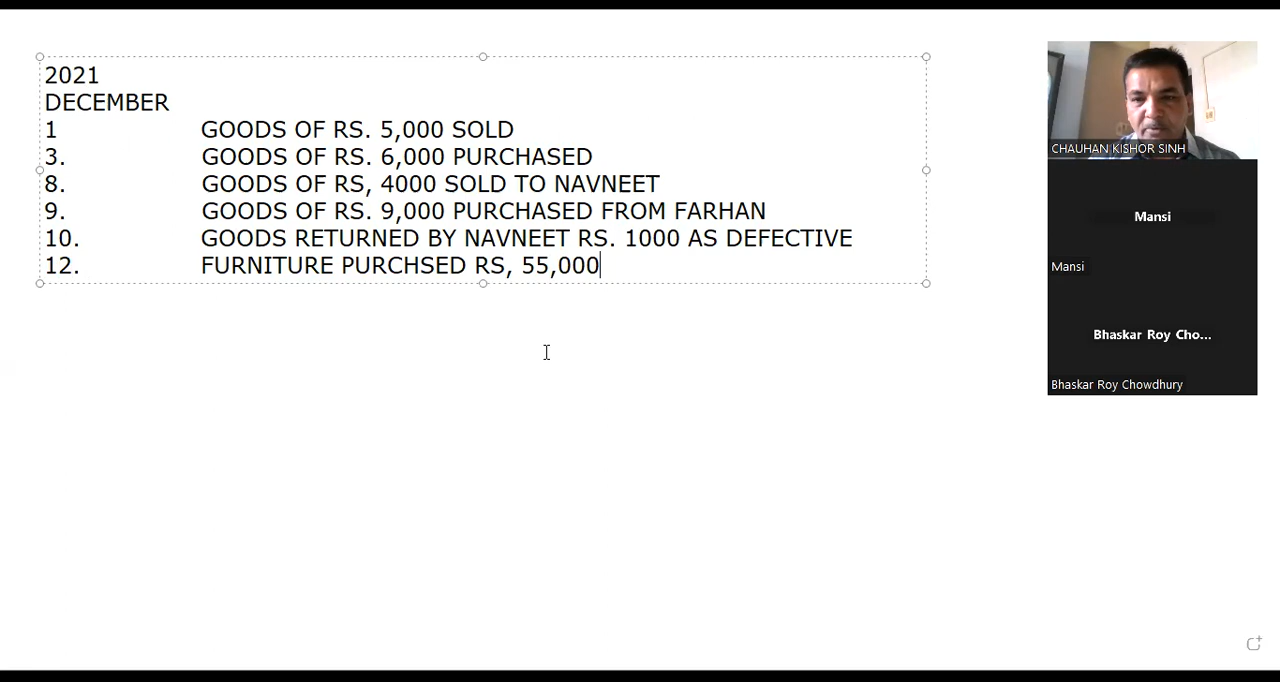 2021
DECEMBER
1 GOODS OF RS. 5,000 SOLD
3. GOODS OF RS. 6,000 PURCHASED
8. GOODS OF RS, 4000 SOLD TO NAVNEET
9. GOODS OF RS. 9,000 PURCHASED FROM FARHAN
10. GOODS RETURNED BY NAVNEET RS. 1000 AS DEFECTIVE
12. FURNITURE PURCHSED RS, 55,000
CHAUHAN KISHOR SINH
Mansi
Mansi
Bhaskar Roy Cho...
Bhaskar Roy Chowdhury